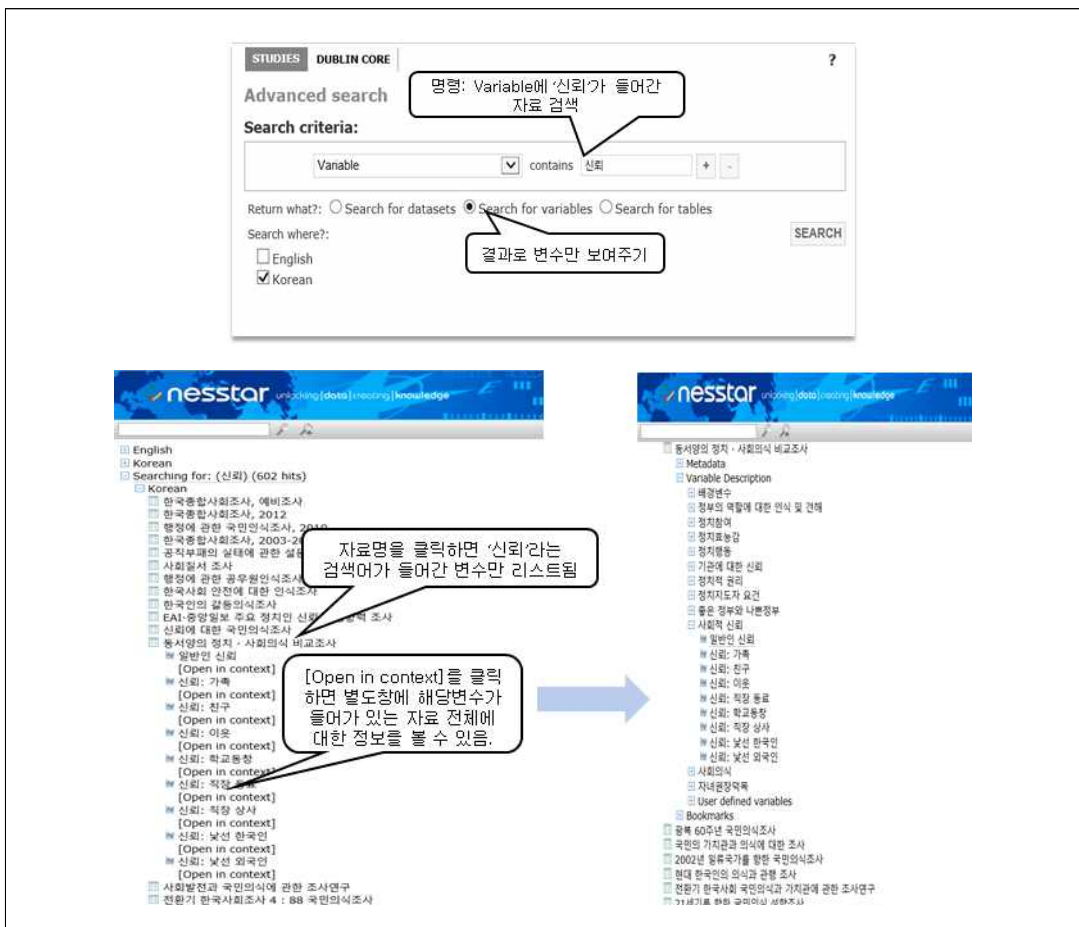 STUDIES DUBLIN CORE ?
명령: Variable에 '신뢰'가 들어간
자료 검색
Advanced search
Search criteria:
Variable contains 신뢰 + -
Return what?: Search for datasets Search for variables Search for tables
Search where?: SEARCH
결과로 변수만 보여주기
English
Korean
nesstar unlocking|data|creating|knowledge
English
Korean
Searching for: (신뢰) (602 hits)
Korean
한국종합사회조사, 예비조사
한국종합사회조사, 2012
행정에 관한 국민인식조사, 2010
한국종합사회조사, 2003-20
공직부패의 실태에 관한 설문
사회질서 조사
행정에 관한 공무원인식조사
한국사회 안전에 대한 인식조사
한국인의 갈등의식조사
EAI-중앙일보 주요 정치인 신뢰 조사
신뢰에 대한 국민의식조사
동서양의 정치·사회의식 비교조사
일반인 신뢰
[Open in context]
신뢰: 가족
[Open in context]
신뢰: 친구
[Open in context]
신뢰: 이웃
[Open in context]
신뢰: 학교동창
[Open in context]
신뢰: 직장 동료
[Open in context]
신뢰: 직장 상사
[Open in context]
신뢰: 낯선 한국인
[Open in context]
신뢰: 낯선 외국인
[Open in context]
사회발전과 국민의식에 관한 조사연구
전환기 한국사회조사 4 : 88 국민의식조사
자료명을 클릭하면 '신뢰'라는
검색어가 들어간 변수만 리스트됨
[Open in context]를 클릭
하면 별도창에 해당변수가
들어가 있는 자료 전체에
대한 정보를 볼 수 있음.
nesstar unlocking|data|creating|knowledge
동서양의 정치·사회의식 비교조사
Metadata
Variable Description
배경변수
정부의 역할에 대한 인식 및 견해
정치참여
정치효능감
정치행동
기관에 대한 신뢰
정치적 권리
정치지도자 요건
좋은 정부와 나쁜정부
사회적 신뢰
일반인 신뢰
신뢰: 가족
신뢰: 친구
신뢰: 이웃
신뢰: 직장 동료
신뢰: 학교동창
신뢰: 직장 상사
신뢰: 낯선 한국인
신뢰: 낯선 외국인
사회의식
자녀권장덕목
User defined variables
Bookmarks
광복 60주년 국민의식조사
국민의 가치관과 의식에 대한 조사
2002년 일류국가를 향한 국민의식조사
현대 한국인의 의식과 관행 조사
전환기 한국사회 국민의식과 가치관에 관한 조사연구
21세기를 향한 국민의식 성향조사